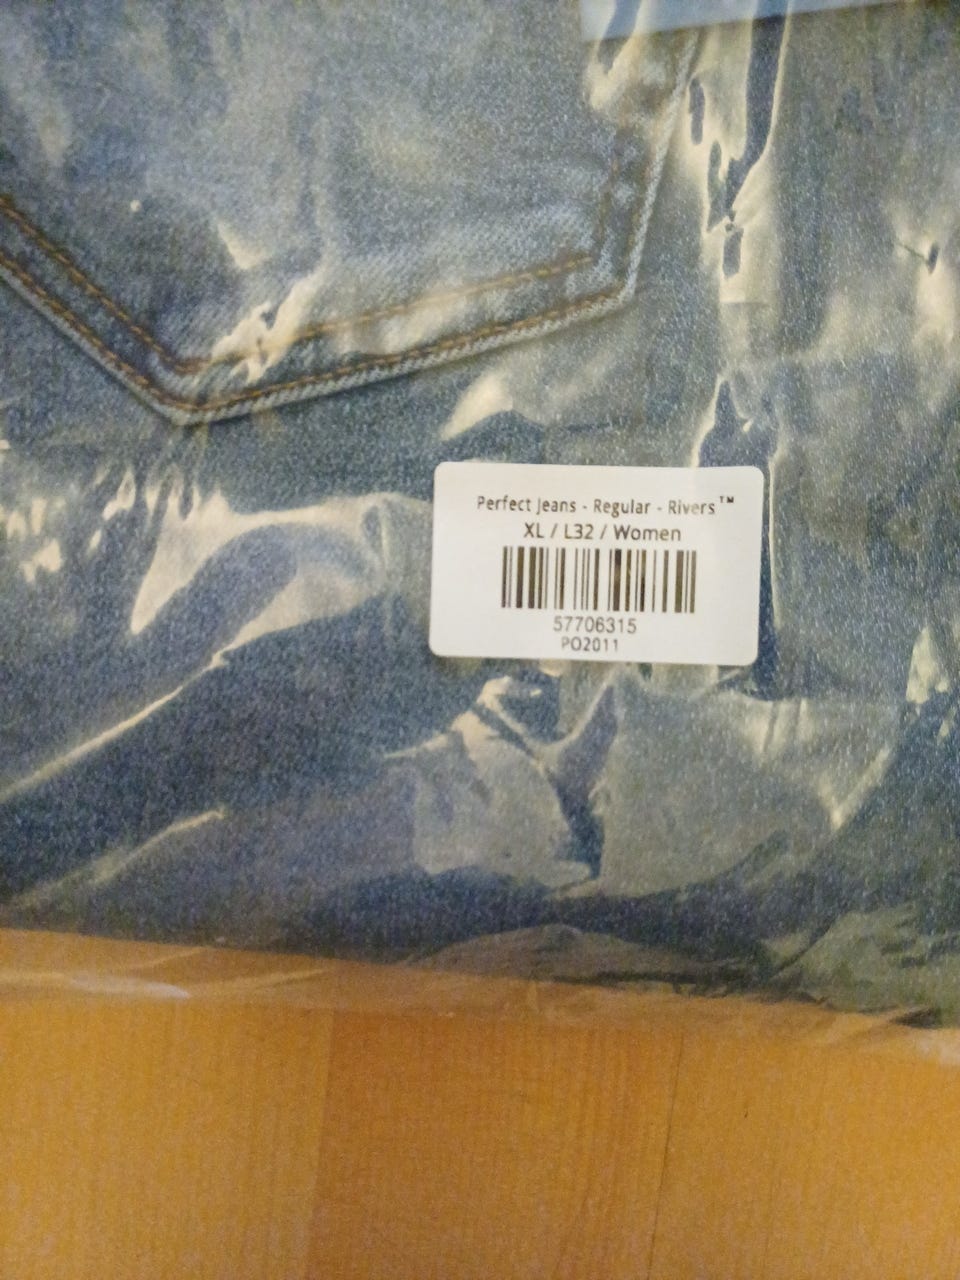 Perfect Jeans - Regular - Rivers™
XL / L32 / Women
57706315
PO2011